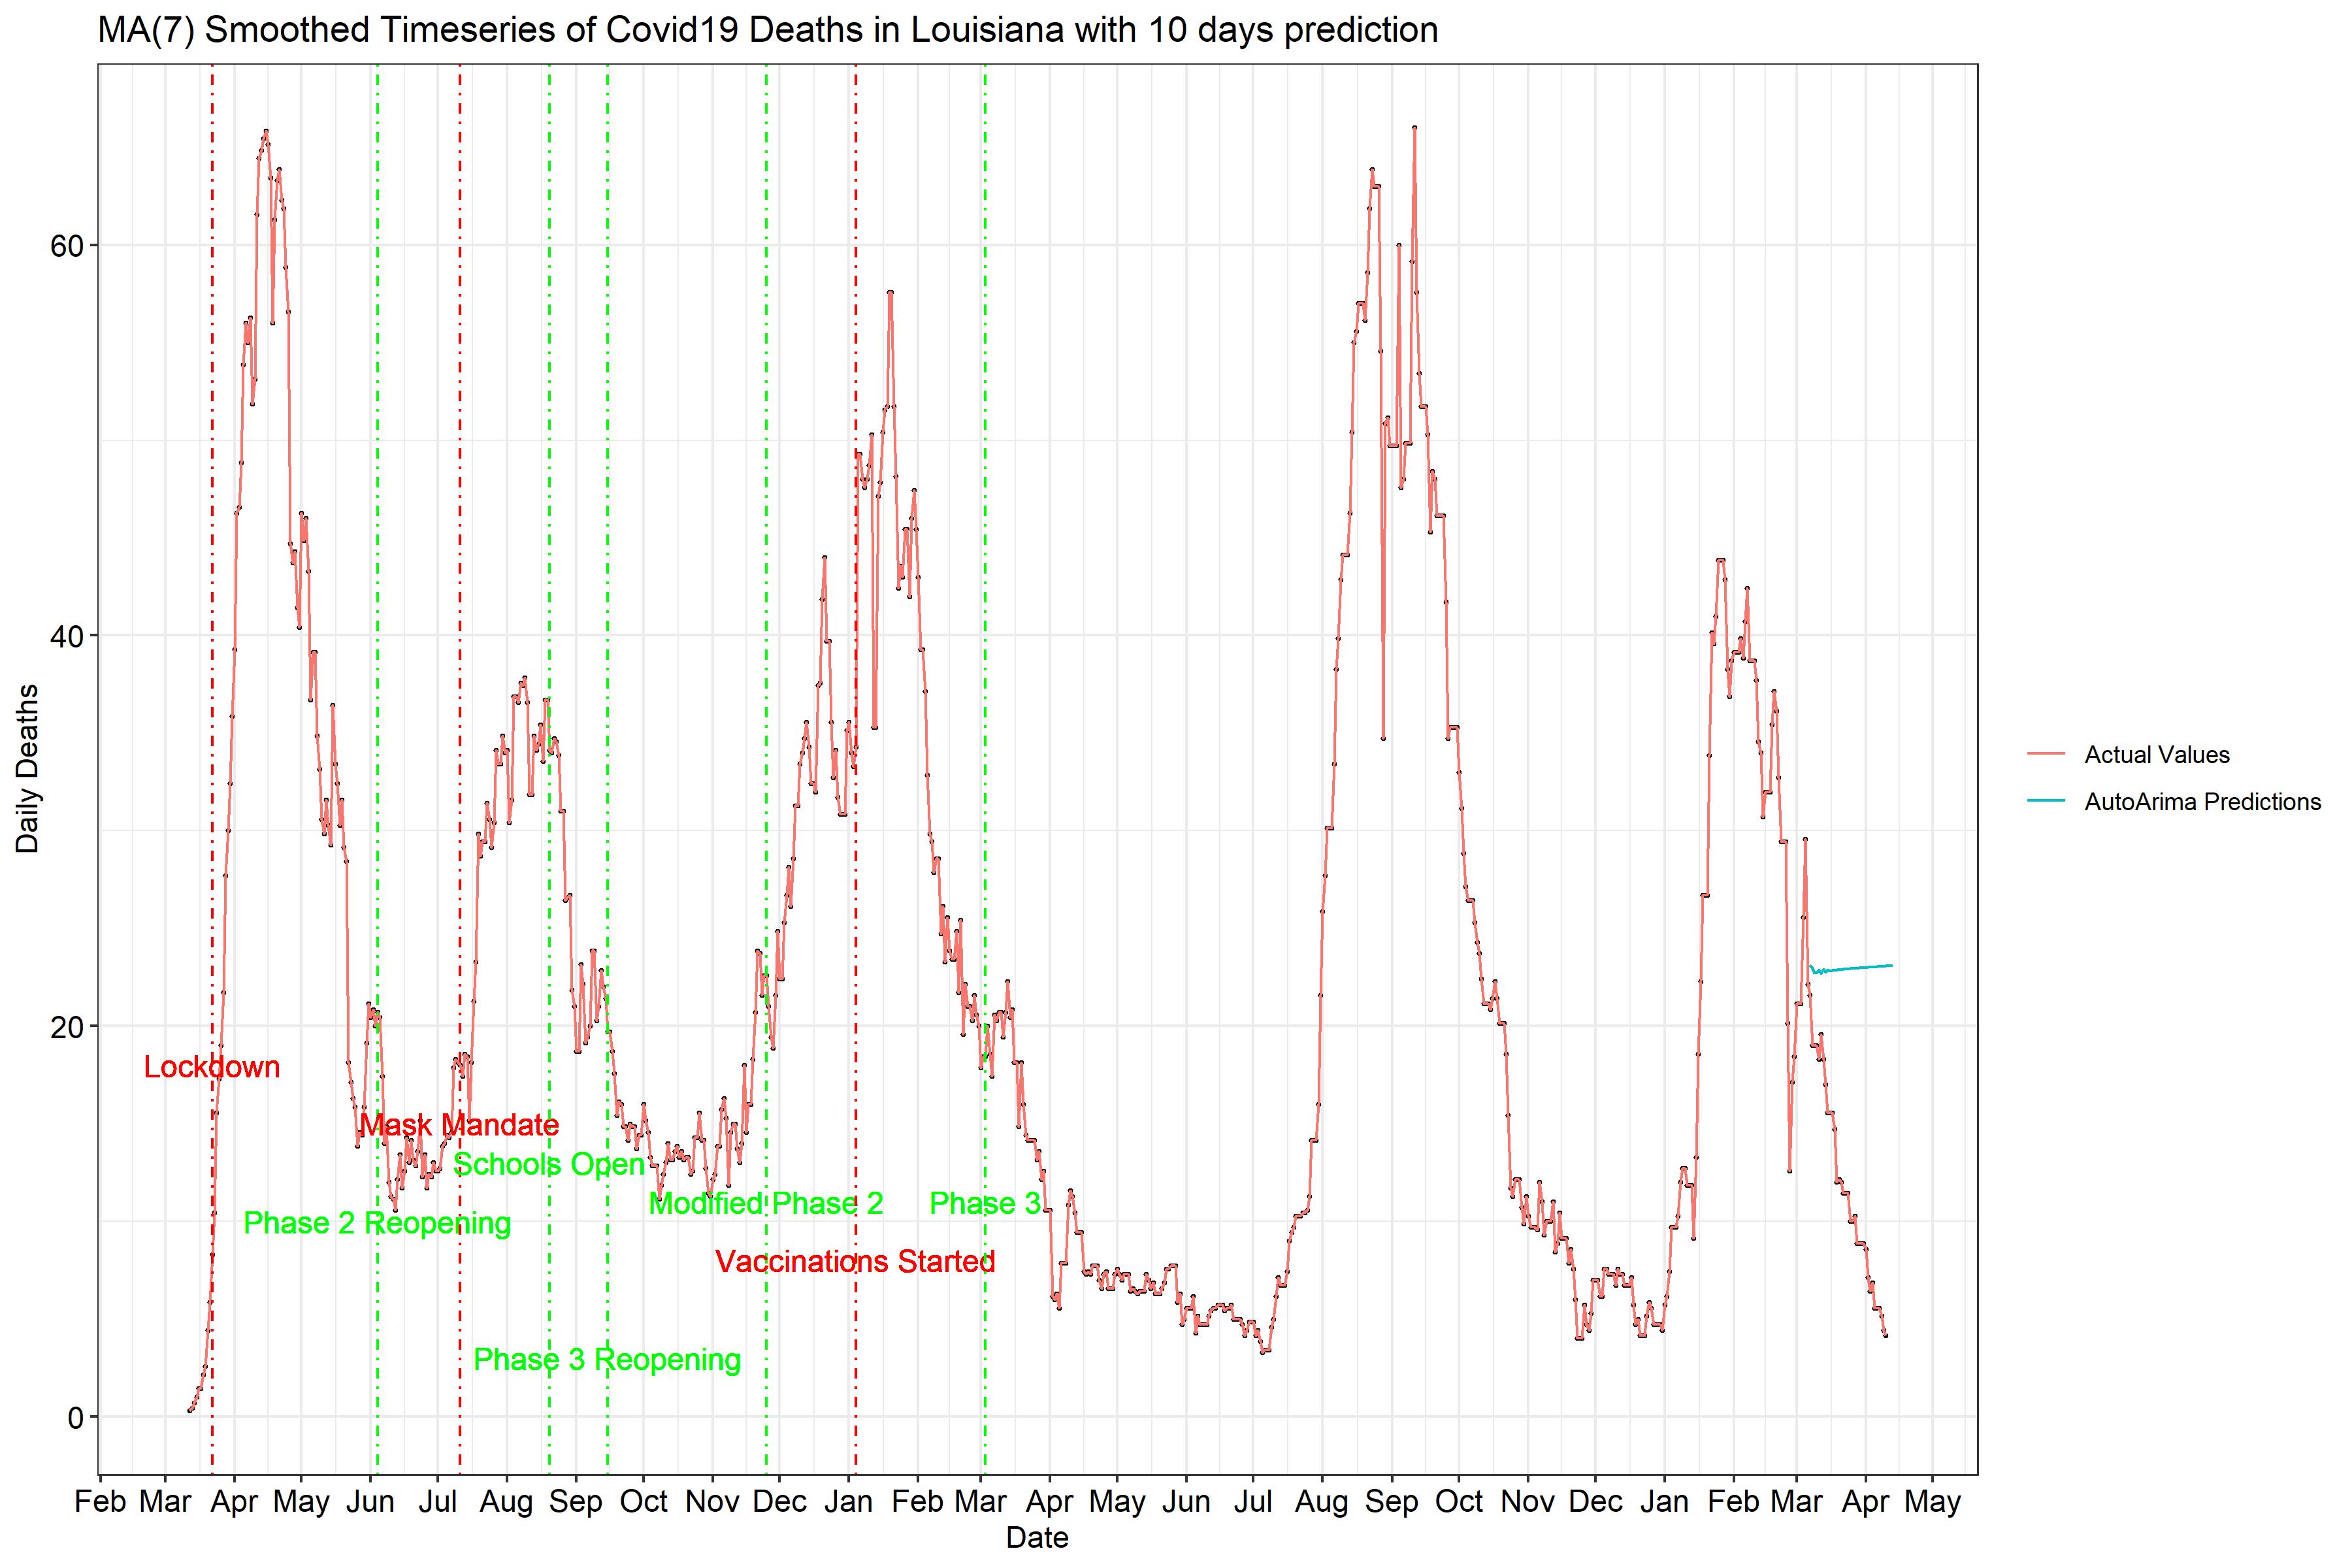 MA(7) Smoothed Timeseries of Covid19 Deaths in Louisiana with 10 days prediction
Daily Deaths
60
40
20
0
Lockdown
Mask Mandate
Schools Open
Modified Phase 2
Phase 3
Phase 2 Reopening
Vaccinations Started
Phase 3 Reopening
Feb Mar Apr May Jun Jul Aug Sep Oct Nov Dec Jan Feb Mar Apr May Jun Jul Aug Sep Oct Nov Dec Jan Feb Mar Apr May
Date
Actual Values
AutoArima Predictions